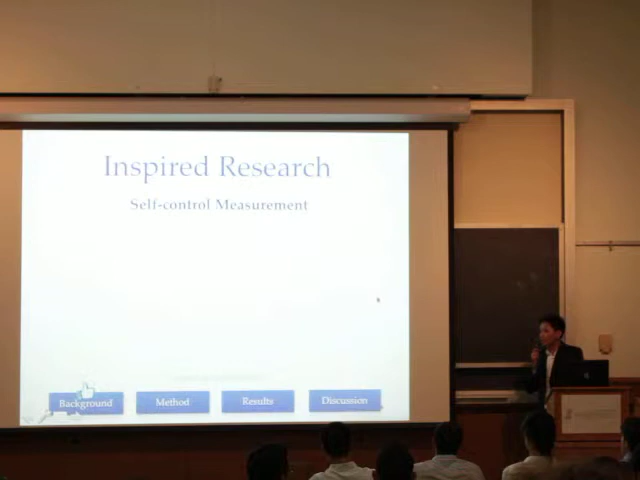 Inspired Research
Self-control Measurement
Background Method Results Discussion